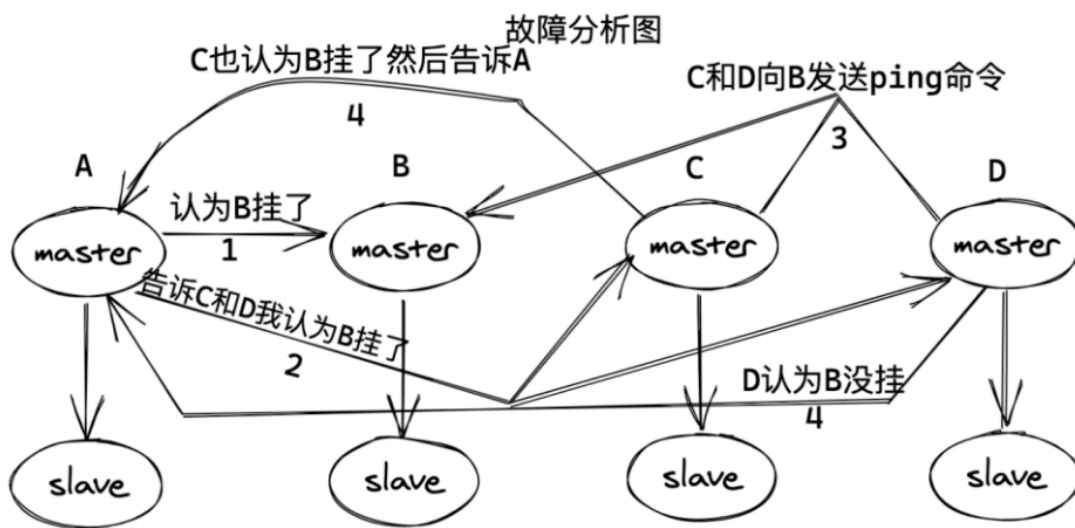 故障分析图
C也认为B挂了然后告诉A
C和D向B发送ping命令
4
3
A
B
C
D
认为B挂了
1
master
master
master
master
告诉C和D我认为B挂了
2
D认为B没挂
4
slave
slave
slave
slave